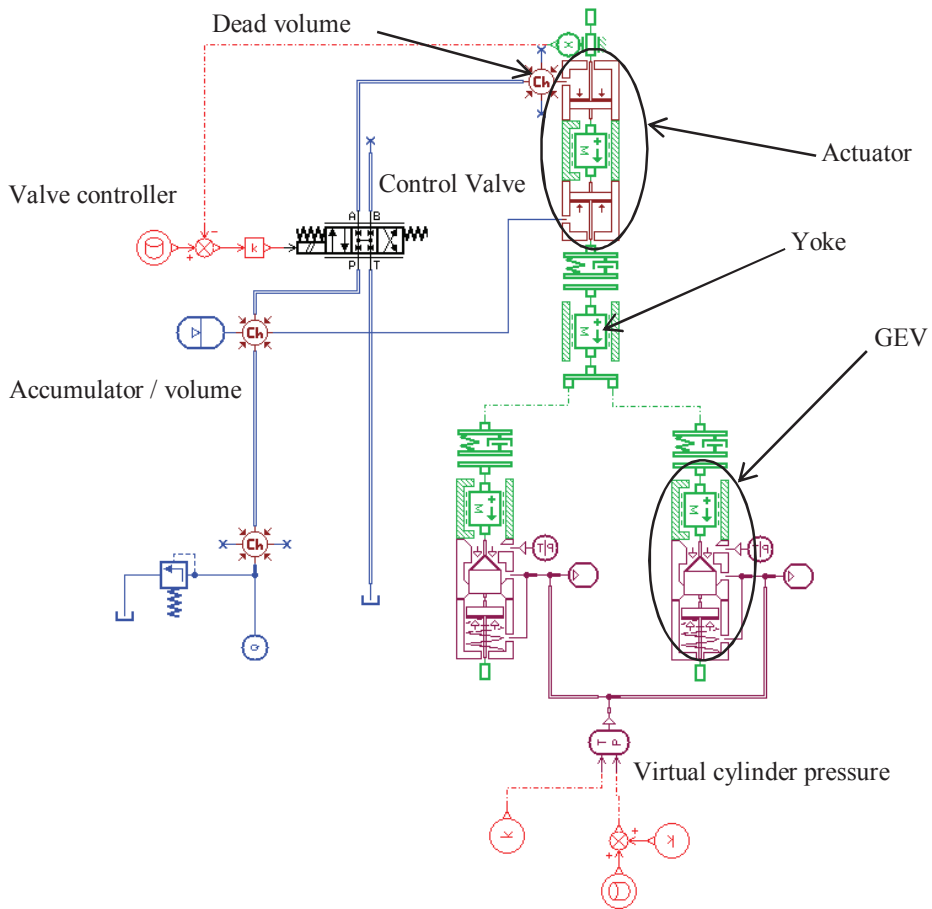 Dead volume
x
Ch
Actuator
M
+
Valve controller
Control Valve
A B
-
+
k
P T
Yoke
M
+
Ch
GEV
Accumulator / volume
M
+
M
+
Ch
Q
T P
Virtual cylinder pressure
k
+
k
+